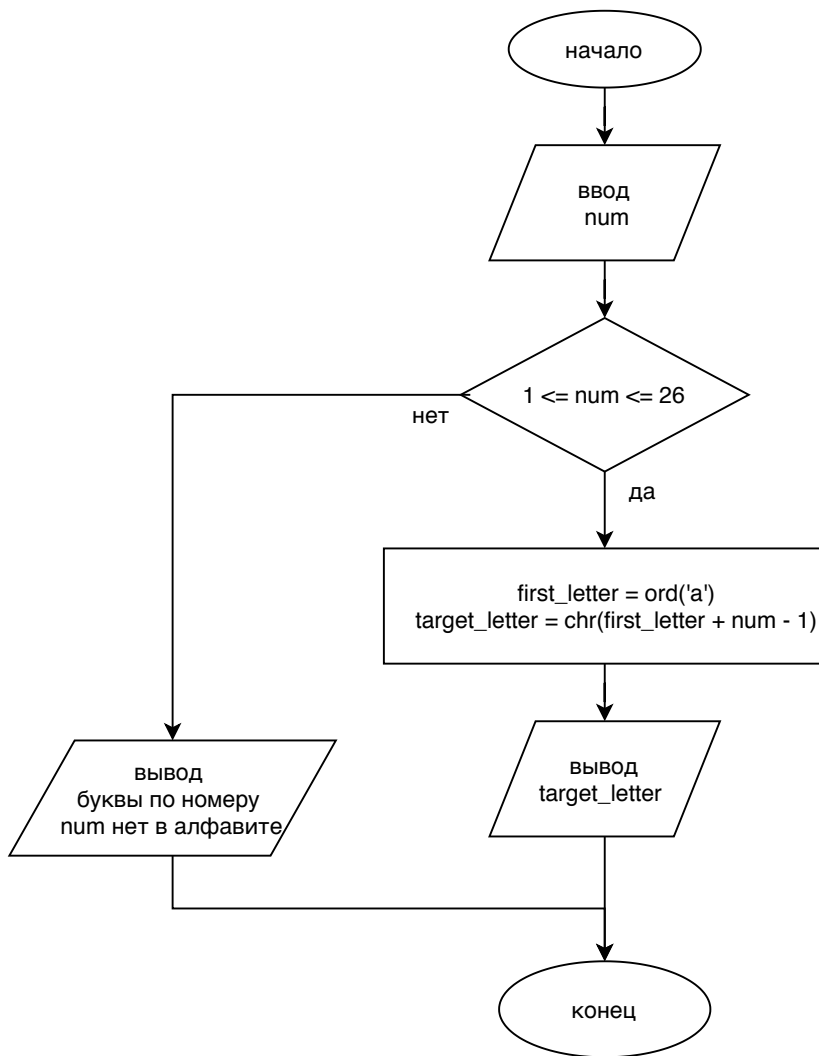 начало
ввод
num
1 <= num <= 26
нет
да
first_letter = ord('a')
target_letter = chr(first_letter + num - 1)
вывод
буквы по номеру
num нет в алфавите
вывод
target_letter
конец